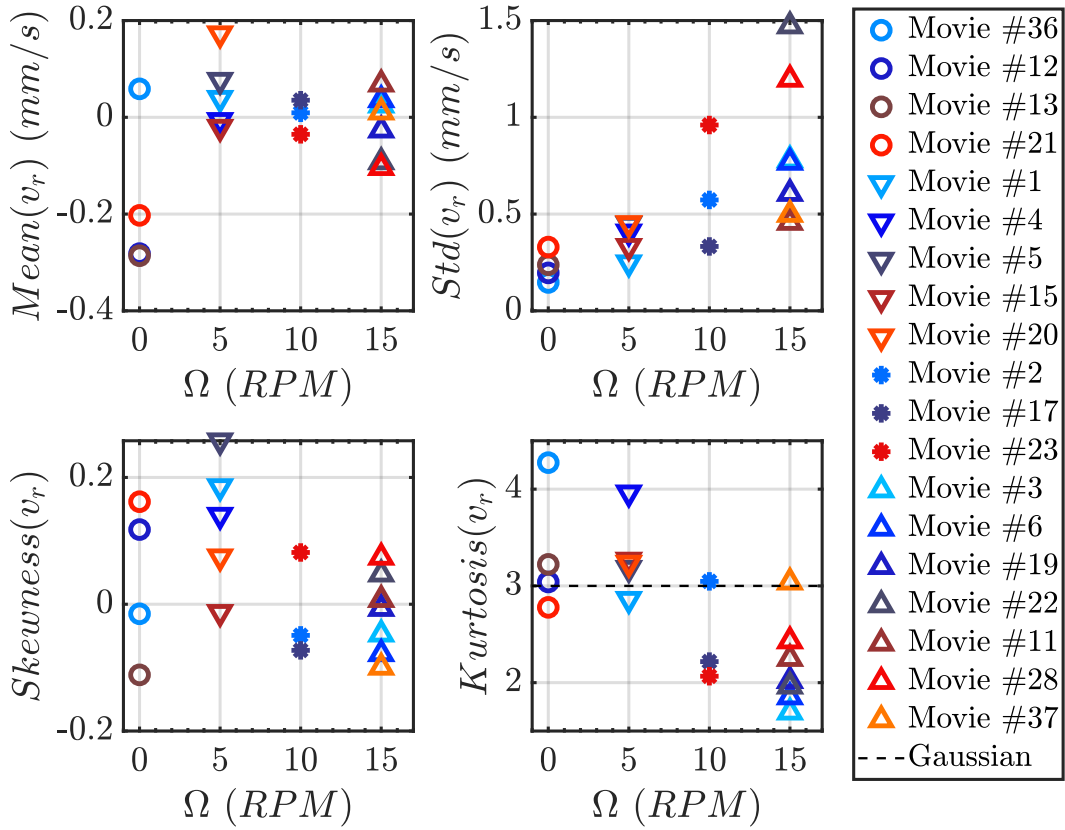 Mean(v_r) (mm/s)
0.2
0
-0.2
-0.4
0 5 10 15
Ω (RPM)
Std(v_r) (mm/s)
1.5
1
0.5
0
0 5 10 15
Ω (RPM)
Skewness(v_r)
0.2
0
-0.2
0 5 10 15
Ω (RPM)
Kurtosis(v_r)
4
3
2
0 5 10 15
Ω (RPM)
Movie #36
Movie #12
Movie #13
Movie #21
Movie #1
Movie #4
Movie #5
Movie #15
Movie #20
Movie #2
Movie #17
Movie #23
Movie #3
Movie #6
Movie #19
Movie #22
Movie #11
Movie #28
Movie #37
Gaussian